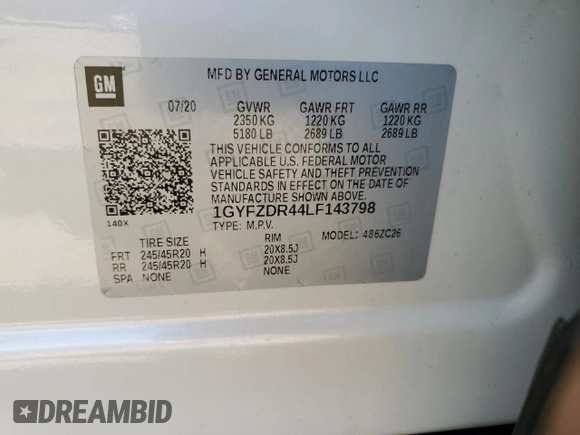 GM
MFD BY GENERAL MOTORS LLC
07/20 GVWR GAWR FRT GAWR RR
2350 KG 1220 KG 1220 KG
5180 LB 2689 LB 2689 LB
THIS VEHICLE CONFORMS TO ALL
APPLICABLE U.S. FEDERAL MOTOR
VEHICLE SAFETY AND THEFT PREVENTION
STANDARDS IN EFFECT ON THE DATE OF
MANUFACTURE SHOWN ABOVE.
1GYFZDR44LF143798
140X
TYPE: M.P.V. MODEL: 486ZC26
TIRE SIZE RIM
FRT 245/45R20 H 20X8.5J
RR 245/45R20 H 20X8.5J
SPA NONE NONE
DREAMBID